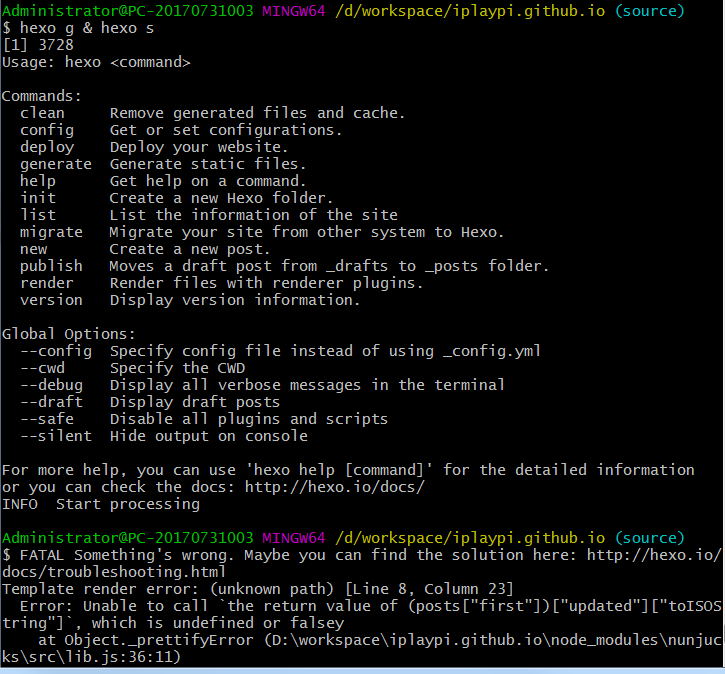 Administrator@PC-20170731003 MINGW64 /d/workspace/iplaypi.github.io (source)
$ hexo g & hexo s
[1] 3728
Usage: hexo <command>

Commands:
  clean     Remove generated files and cache.
  config    Get or set configurations.
  deploy    Deploy your website.
  generate  Generate static files.
  help      Get help on a command.
  init      Create a new Hexo folder.
  list      List the information of the site
  migrate   Migrate your site from other system to Hexo.
  new       Create a new post.
  publish   Moves a draft post from _drafts to _posts folder.
  render    Render files with renderer plugins.
  version   Display version information.

Global Options:
  --config  Specify config file instead of using _config.yml
  --cwd     Specify the CWD
  --debug   Display all verbose messages in the terminal
  --draft   Display draft posts
  --safe    Disable all plugins and scripts
  --silent  Hide output on console

For more help, you can use 'hexo help [command]' for the detailed information
or you can check the docs: http://hexo.io/docs/
INFO  Start processing

Administrator@PC-20170731003 MINGW64 /d/workspace/iplaypi.github.io (source)
$ FATAL Something's wrong. Maybe you can find the solution here: http://hexo.io/
docs/troubleshooting.html
Template render error: (unknown path) [Line 8, Column 23]
  Error: Unable to call `the return value of (posts["first"])["updated"]["toISOS
tring"]`, which is undefined or falsey
    at Object._prettifyError (D:\workspace\iplaypi.github.io\node_modules\nunjuc
ks\src\lib.js:36:11)